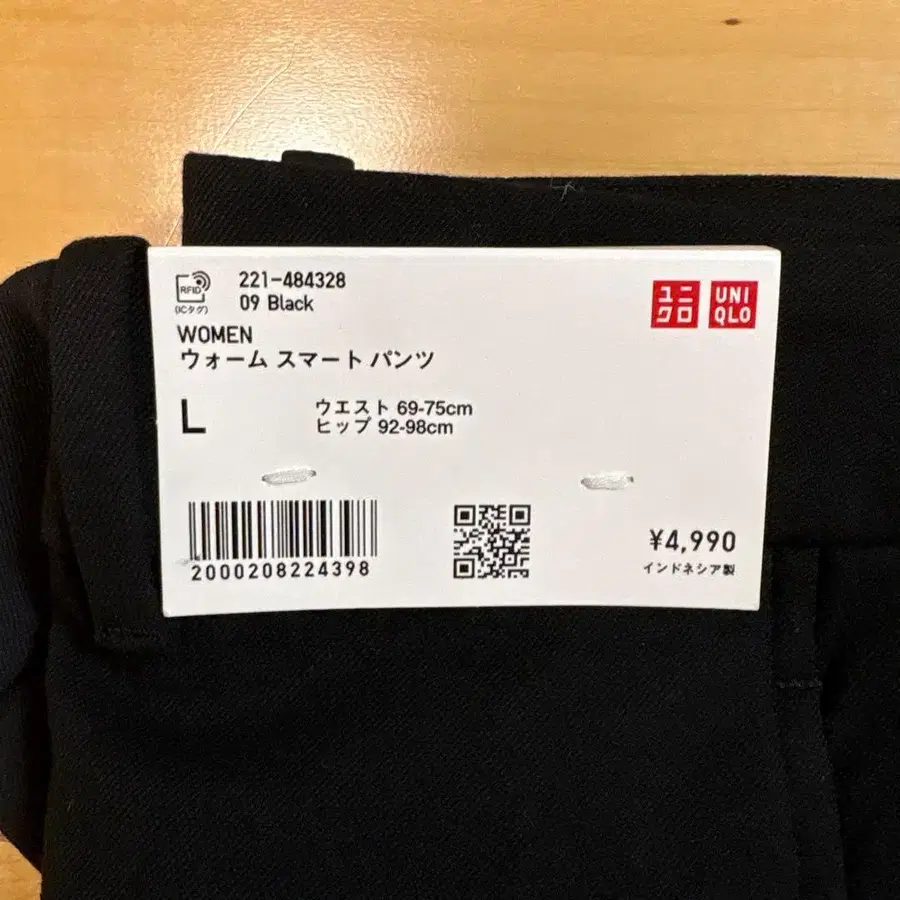 RFID
(ICタグ)
221-484328
09 Black
ユニ
クロ
UNI
QLO
WOMEN
ウォーム スマート パンツ
L
ウエスト 69-75cm
ヒップ 92-98cm
2000208224398
¥4,990
インドネシア製